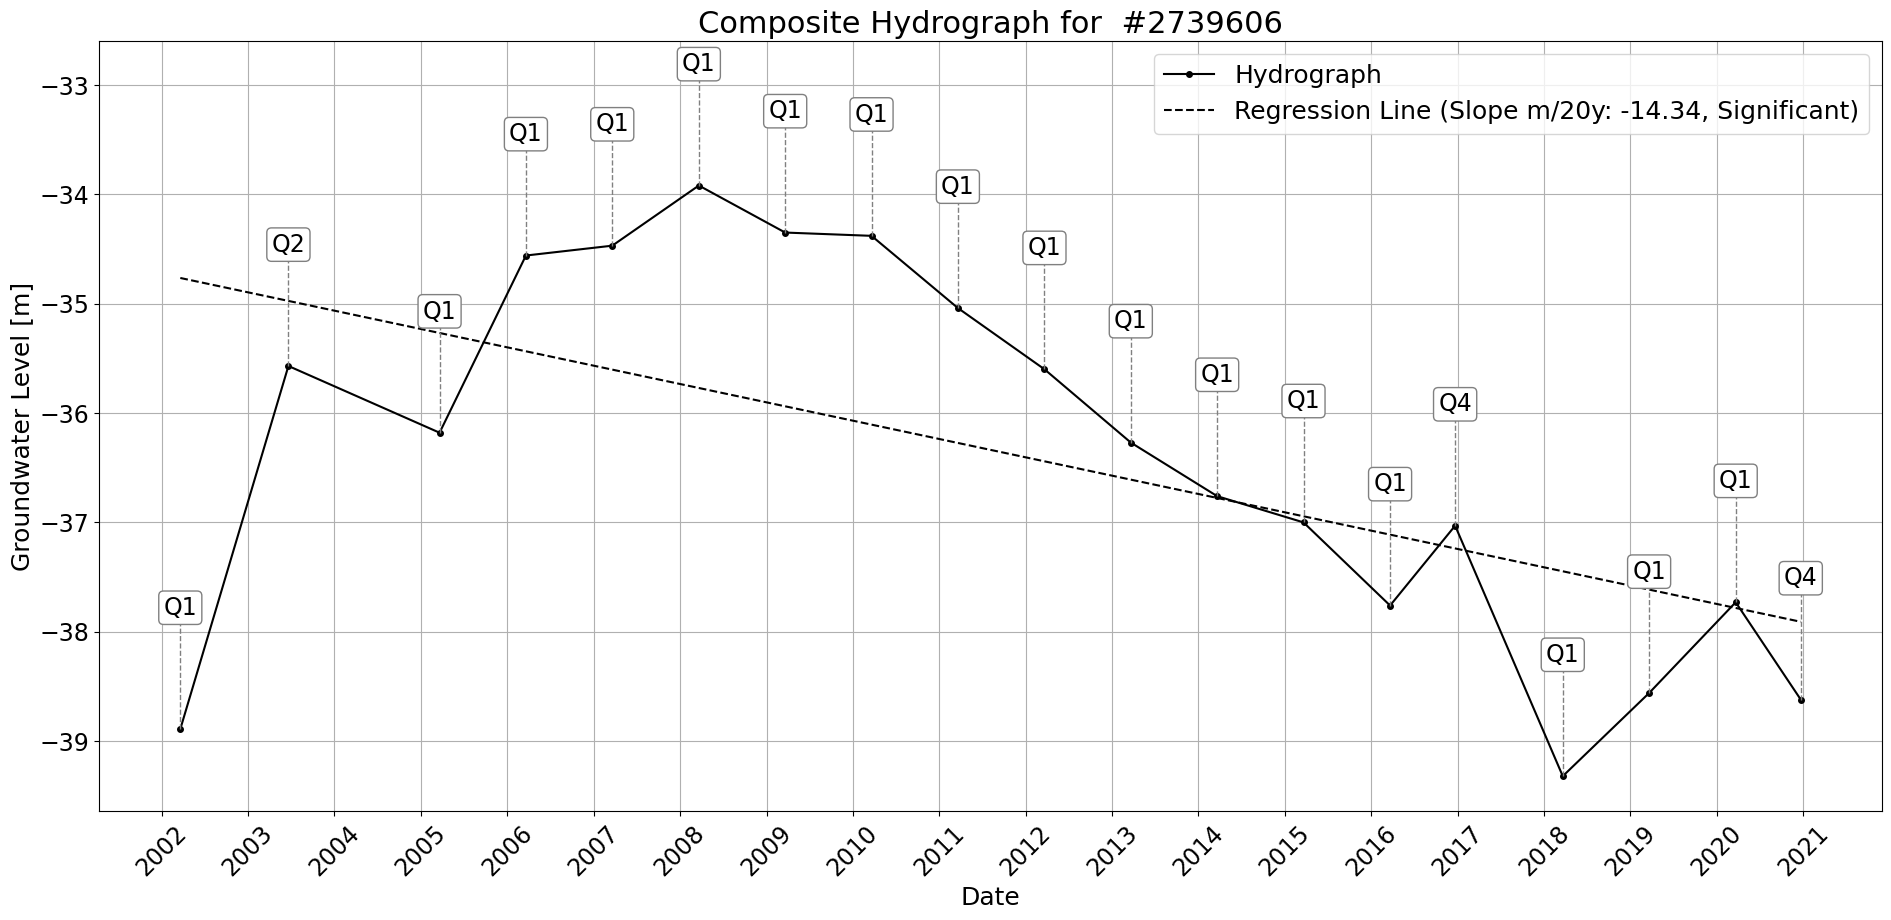 Composite Hydrograph for  #2739606
Hydrograph
Regression Line (Slope m/20y: -14.34, Significant)
Groundwater Level [m]
−33
−34
−35
−36
−37
−38
−39
Q1
Q2
Q1
Q1
Q1
Q1
Q1
Q1
Q1
Q1
Q1
Q1
Q1
Q1
Q4
Q1
Q1
Q1
Q4
2002
2003
2004
2005
2006
2007
2008
2009
2010
2011
2012
2013
2014
2015
2016
2017
2018
2019
2020
2021
Date